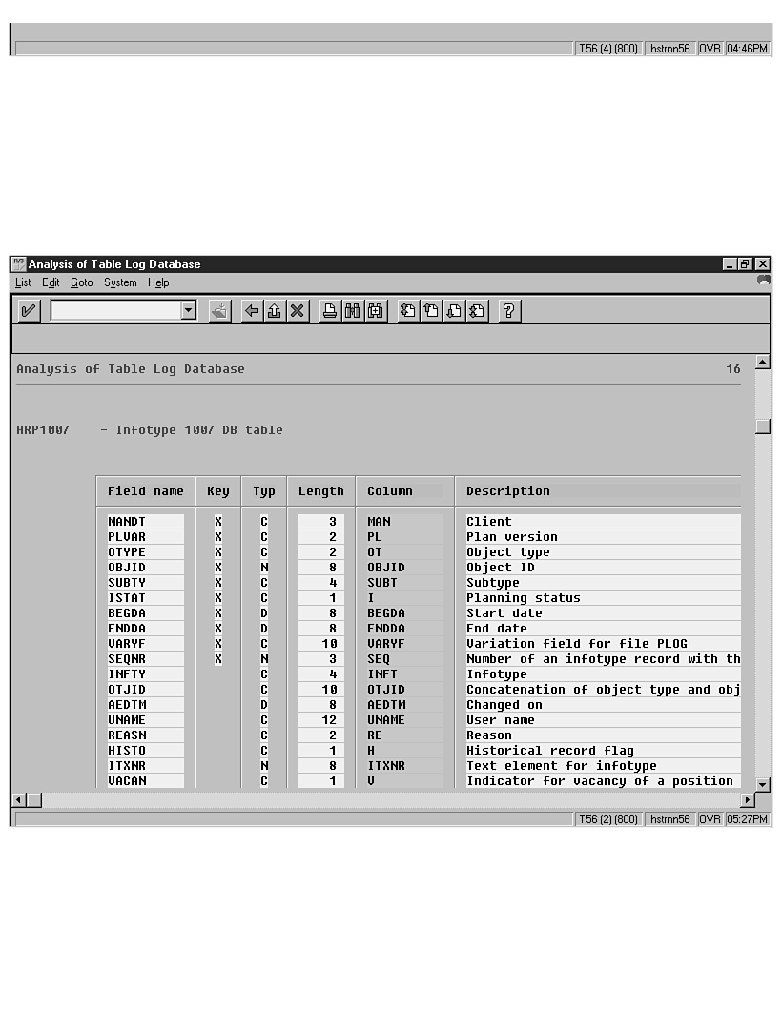 T56 (4) (800) hstrnn56 OVR 04:46PM
Analysis of Table Log Database
List Edit Goto System Help
Analysis of Table Log Database 16
HRP1007 - Infotype 1007 DB table
Field name Key Typ Length Column Description
MANDT X C 3 MAN Client
PLVAR X C 2 PL Plan version
OTYPE X C 2 OT Object type
OBJID X N 8 OBJID Object ID
SUBTY X C 4 SUBT Subtype
ISTAT X C 1 I Planning status
BEGDA X D 8 BEGDA Start date
ENDDA X D 8 ENDDA End date
VARYF X C 10 VARYF Variation field for file PLOG
SEQNR X N 3 SEQ Number of an infotype record with th
INFTY C 4 INFT Infotype
OTJID C 10 OTJID Concatenation of object type and obj
AEDTM D 8 AEDTM Changed on
UNAME C 12 UNAME User name
REASN C 2 RE Reason
HISTO C 1 H Historical record flag
ITXNR N 8 ITXNR Text element for infotype
VACAN C 1 V Indicator for vacancy of a position
T56 (2) (800) hstrnn56 OVR 05:27PM